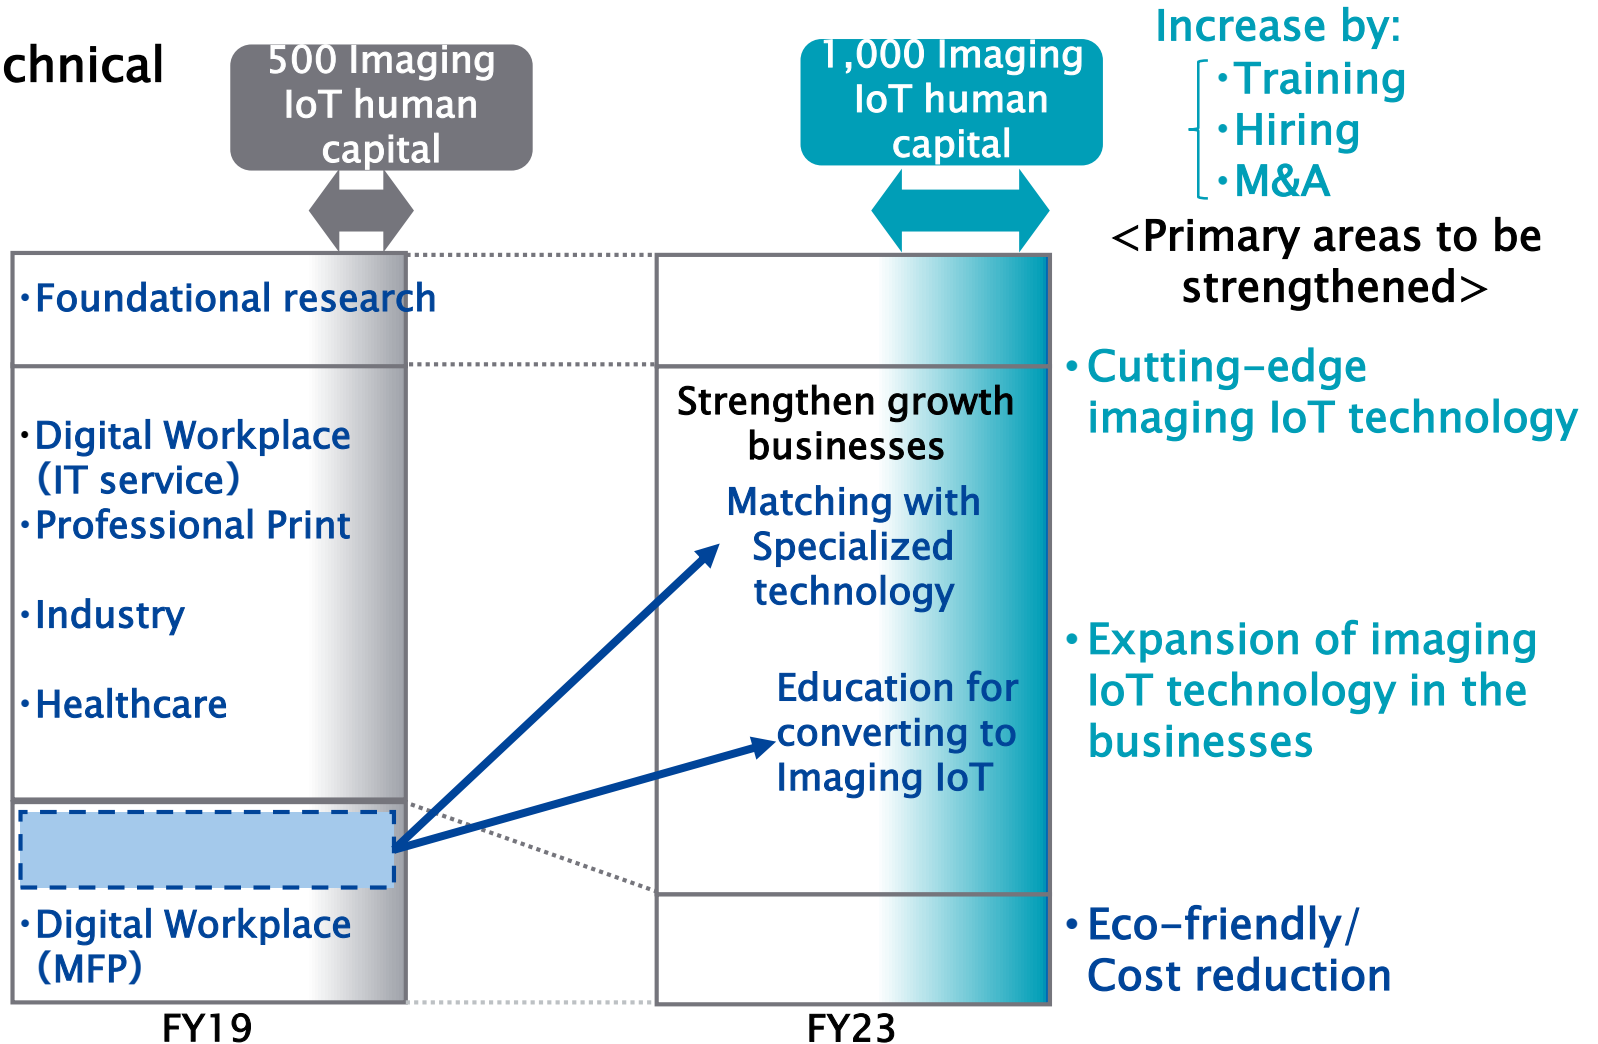 chnical
500 Imaging
IoT human
capital
1,000 Imaging
IoT human
capital
Increase by:
・Training
・Hiring
・M&A
<Primary areas to be
strengthened>
・Foundational research
・Digital Workplace
(IT service)
・Professional Print
・Industry
・Healthcare
・Digital Workplace
(MFP)
Strengthen growth
businesses
Matching with
Specialized
technology
Education for
converting to
Imaging IoT
• Cutting-edge
imaging IoT technology
• Expansion of imaging
IoT technology in the
businesses
• Eco-friendly/
Cost reduction
FY19
FY23